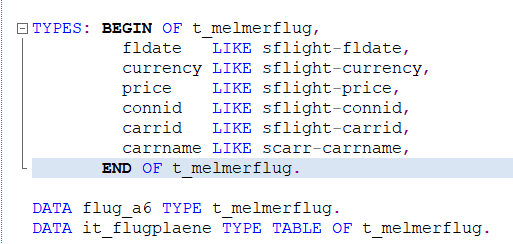 TYPES: BEGIN OF t_melmerflug,
fldate LIKE sflight-fldate,
currency LIKE sflight-currency,
price LIKE sflight-price,
connid LIKE sflight-connid,
carrid LIKE sflight-carrid,
carrname LIKE scarr-carrname,
END OF t_melmerflug.
DATA flug_a6 TYPE t_melmerflug.
DATA it_flugplaene TYPE TABLE OF t_melmerflug.